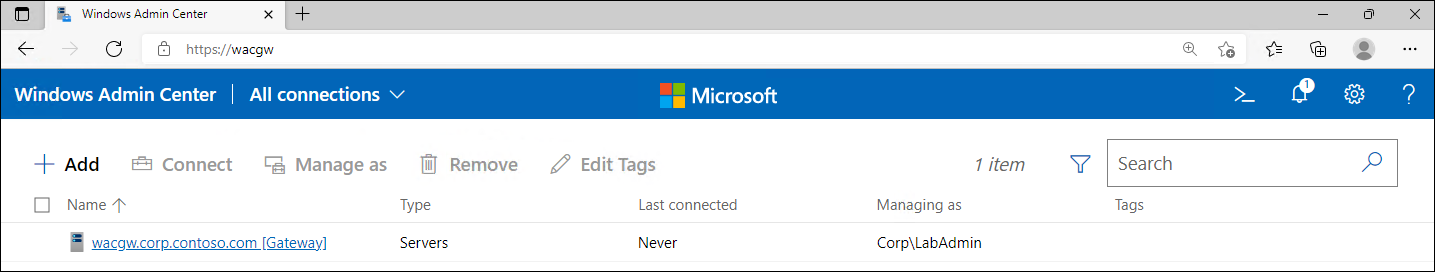 Windows Admin Center
https://wacgw
Windows Admin Center All connections Microsoft 1 ?
Add Connect Manage as Remove Edit Tags 1 item Search
Name Type Last connected Managing as Tags
wacgw.corp.contoso.com [Gateway] Servers Never Corp\LabAdmin